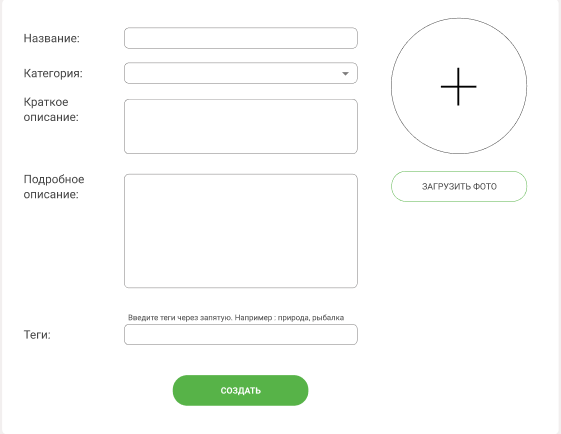 Название:
Категория:
Краткое
описание:
Подробное
описание:
ЗАГРУЗИТЬ ФОТО
Введите теги через запятую. Например : природа, рыбалка
Теги:
СОЗДАТЬ